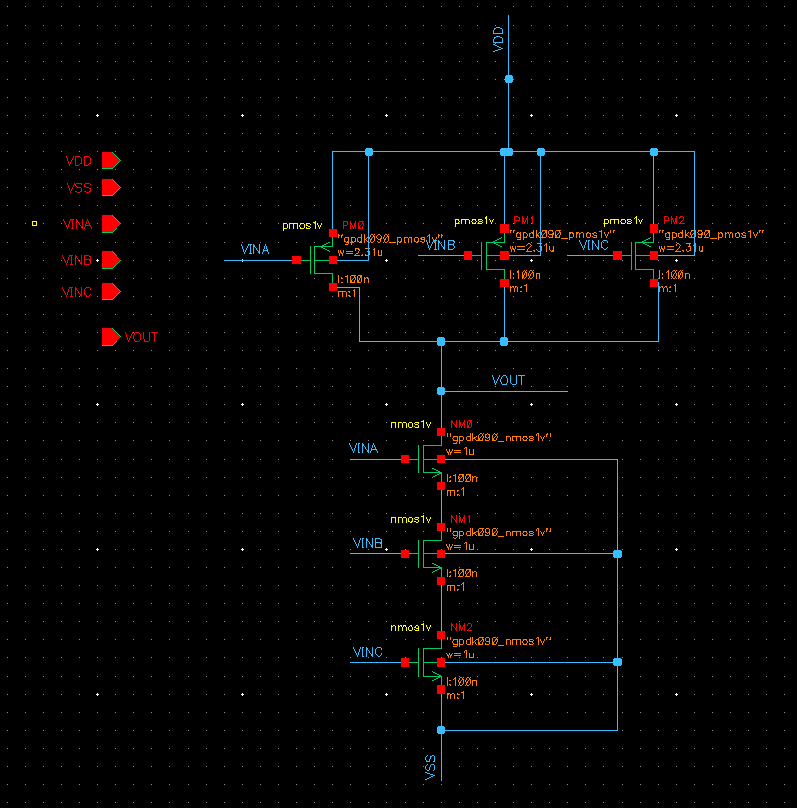 VDD
VDD
VSS
VINA
VINB
VINC
VOUT
pmos1v
PM0
"gpdk090_pmos1v"
w=2.31u
VINA
l:100n
m:1
pmos1v
PM1
"gpdk090_pmos1v"
w=2.31u
VINB
l:100n
m:1
pmos1v
PM2
"gpdk090_pmos1v"
w=2.31u
VINC
l:100n
m:1
VOUT
nmos1v
NM0
"gpdk090_nmos1v"
VINA
w=1u
l:100n
m:1
nmos1v
NM1
"gpdk090_nmos1v"
VINB
w=1u
l:100n
m:1
nmos1v
NM2
"gpdk090_nmos1v"
VINC
w=1u
l:100n
m:1
VSS